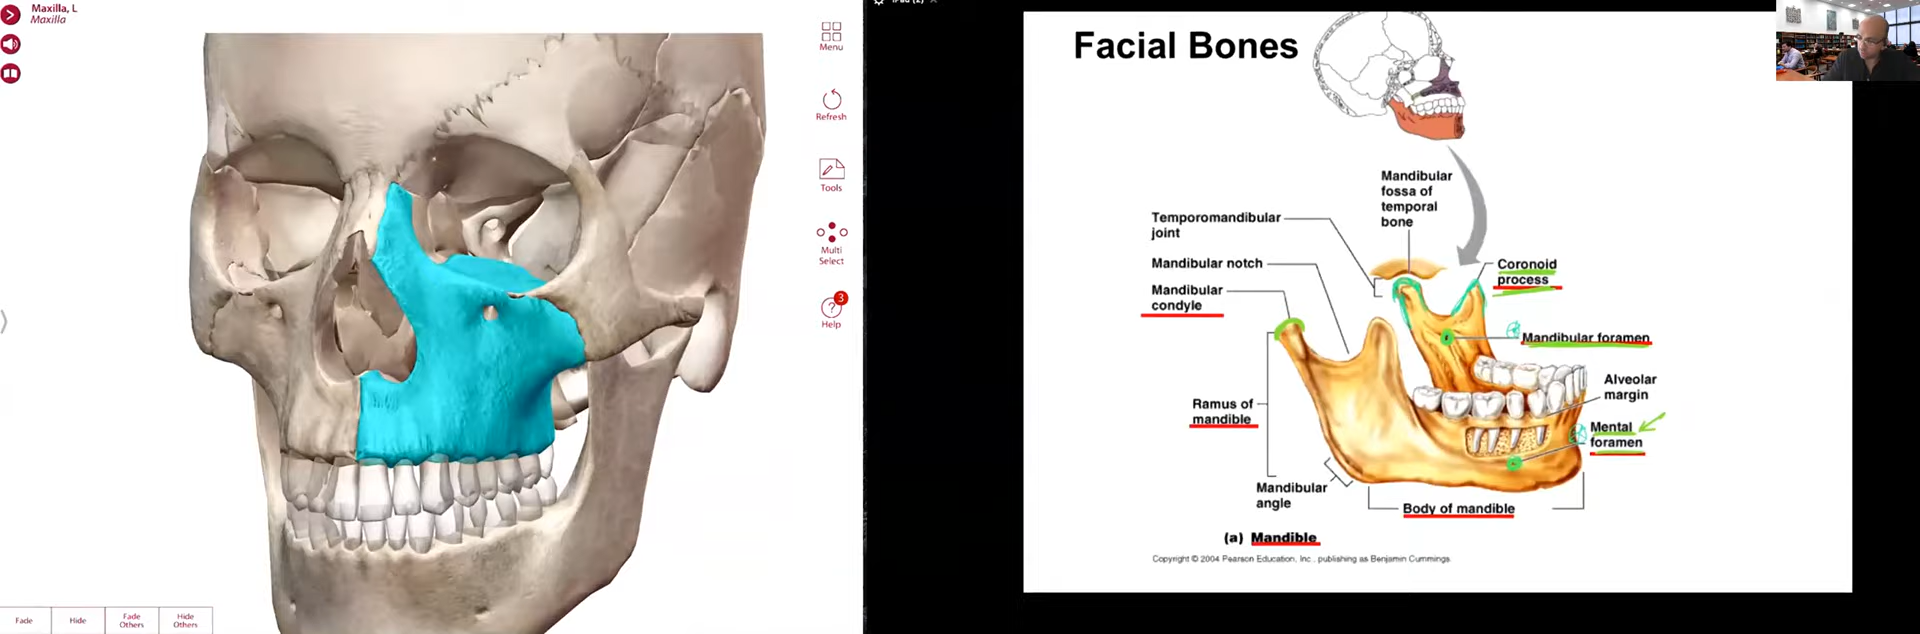 Maxilla, L
Maxilla
Menu
Refresh
Tools
Multi
Select
3
Help
Fade
Hide
Fade
Others
Hide
Others
iPad (2)
Facial Bones
Mandibular
fossa of
temporal
bone
Temporomandibular
joint
Mandibular notch
Mandibular
condyle
Coronoid
process
Mandibular foramen
Alveolar
margin
Mental
foramen
Ramus of
mandible
Mandibular
angle
Body of mandible
(a) Mandible
Copyright © 2004 Pearson Education, Inc., publishing as Benjamin Cummings.